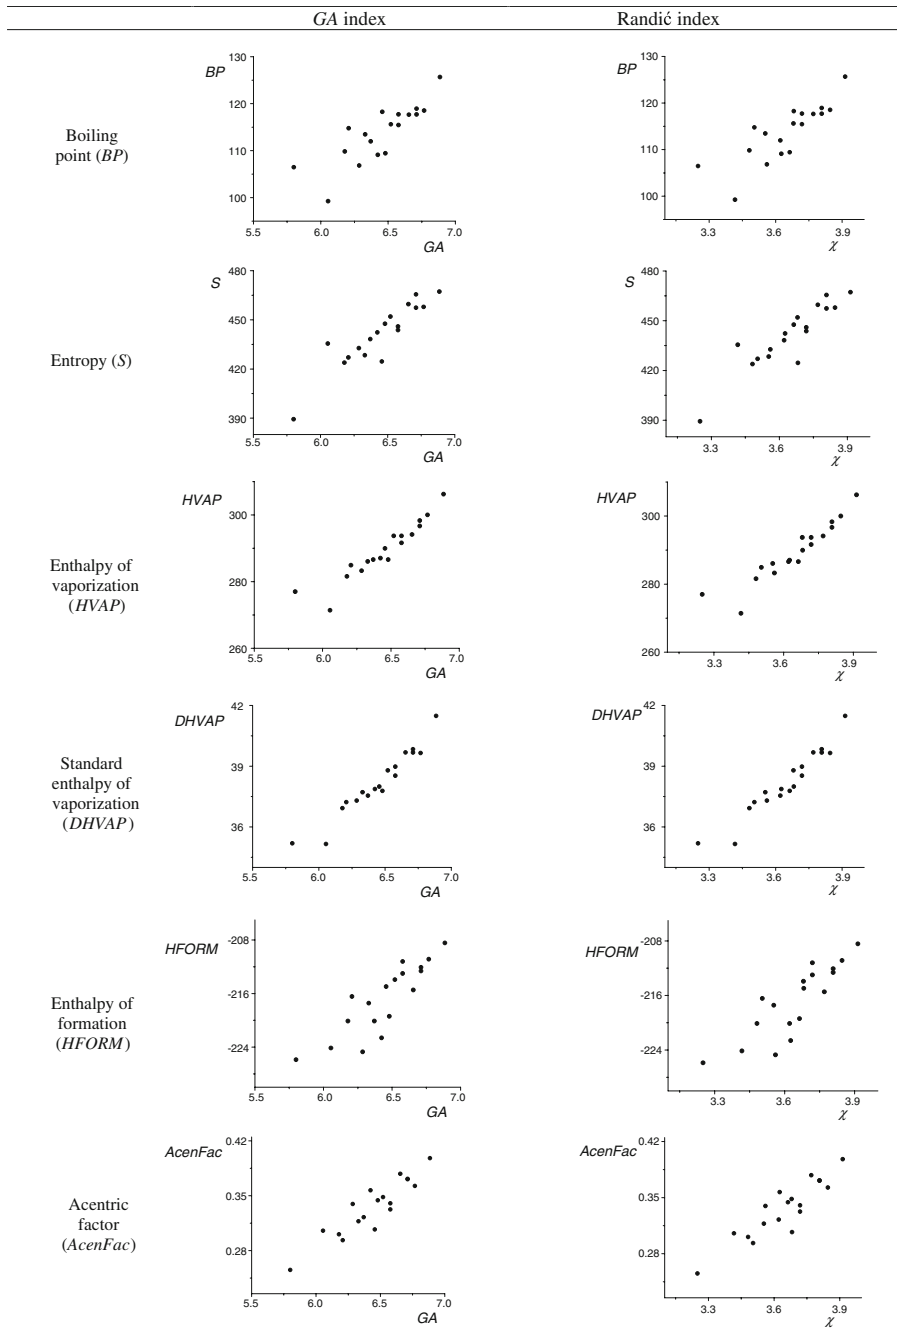 GA index Randić index
Boiling
point (BP)
BP
130
120
110
100
5.5 6.0 6.5 7.0
GA
BP
130
120
110
100
3.3 3.6 3.9
χ
Entropy (S)
S
480
450
420
390
5.5 6.0 6.5 7.0
GA
S
480
450
420
390
3.3 3.6 3.9
χ
Enthalpy of
vaporization
(HVAP)
HVAP
300
280
260
5.5 6.0 6.5 7.0
GA
HVAP
300
280
260
3.3 3.6 3.9
χ
Standard
enthalpy of
vaporization
(DHVAP)
DHVAP
42
39
36
5.5 6.0 6.5 7.0
GA
DHVAP
42
39
36
3.3 3.6 3.9
χ
Enthalpy of
formation
(HFORM)
HFORM
-208
-216
-224
5.5 6.0 6.5 7.0
GA
HFORM
-208
-216
-224
3.3 3.6 3.9
χ
Acentric
factor
(AcenFac)
AcenFac
0.42
0.35
0.28
5.5 6.0 6.5 7.0
GA
AcenFac
0.42
0.35
0.28
3.3 3.6 3.9
χ